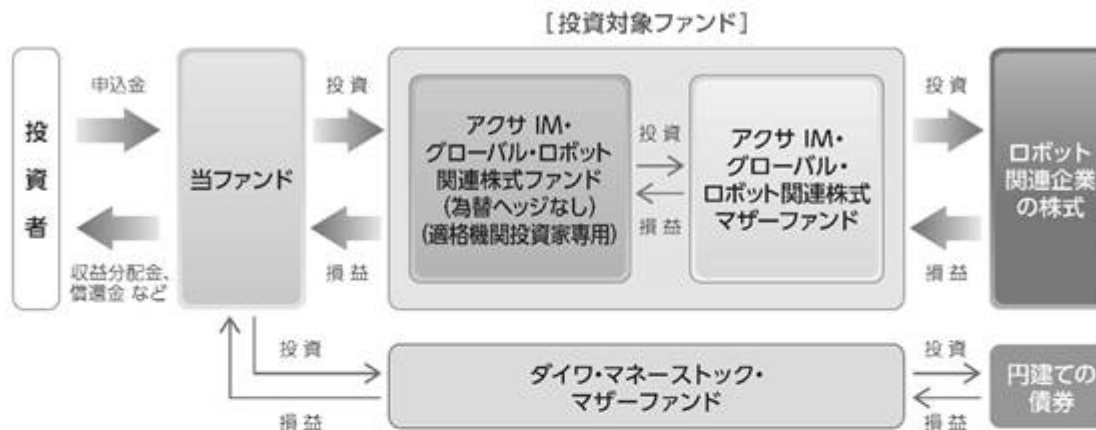 [投資対象ファンド]
投資者
申込金
収益分配金、
償還金 など
当ファンド
投資
損益
アクサ IM・
グローバル・ロボット
関連株式ファンド
(為替ヘッジなし)
(適格機関投資家専用)
投資
損益
アクサ IM・
グローバル・
ロボット関連株式
マザーファンド
投資
損益
ロボット
関連企業
の株式
投資
損益
ダイワ・マネーストック・
マザーファンド
投資
損益
円建ての
債券